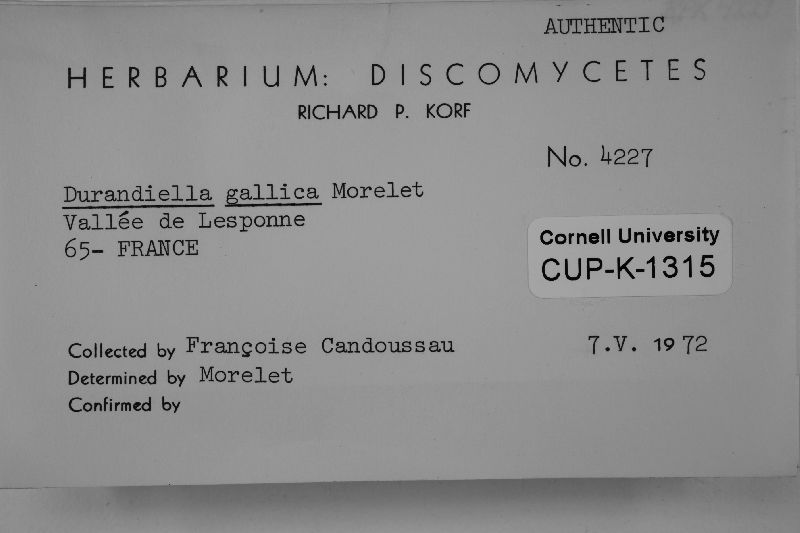 AUTHENTIC
HERBARIUM: DISCOMYCETES
RICHARD P. KORF
No. 4227
Durandiella gallica Morelet
Vallée de Lesponne
65- FRANCE
Cornell University
CUP-K-1315
Collected by Françoise Candoussau 7.V. 1972
Determined by Morelet
Confirmed by